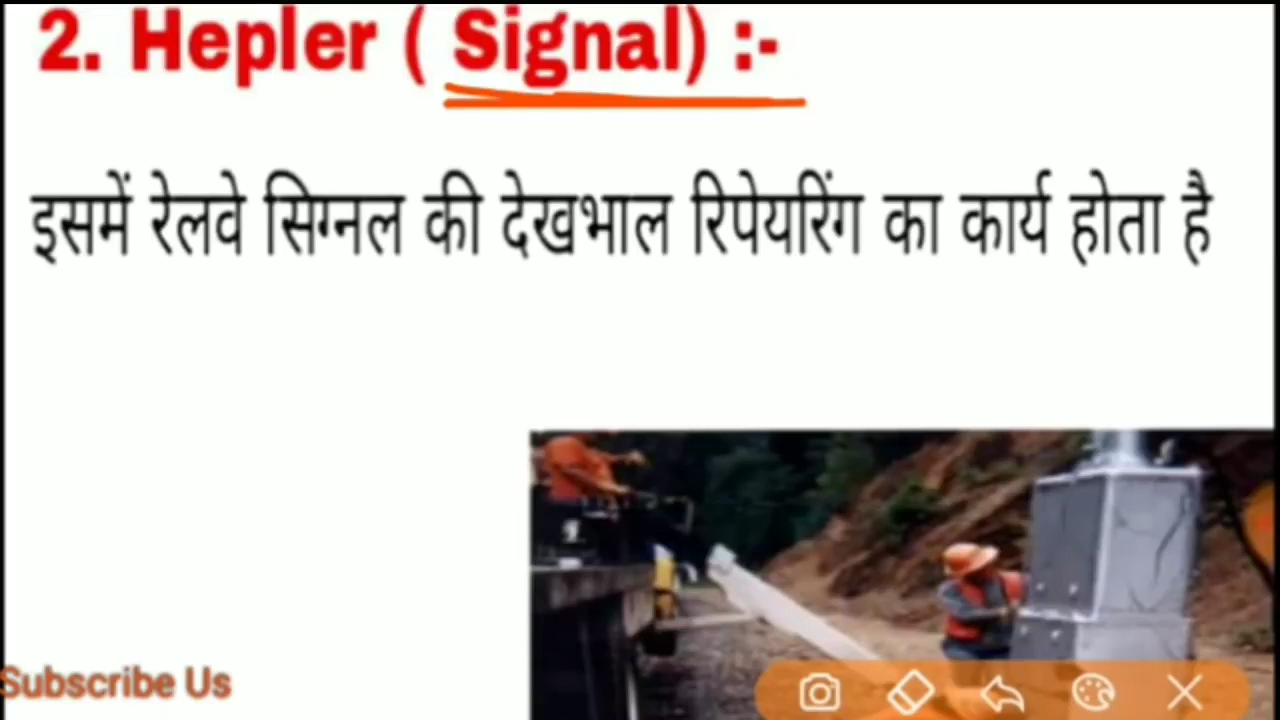 2. Hepler ( Signal) :-
इसमें रेलवे सिग्नल की देखभाल रिपेयरिंग का कार्य होता है
Subscribe Us